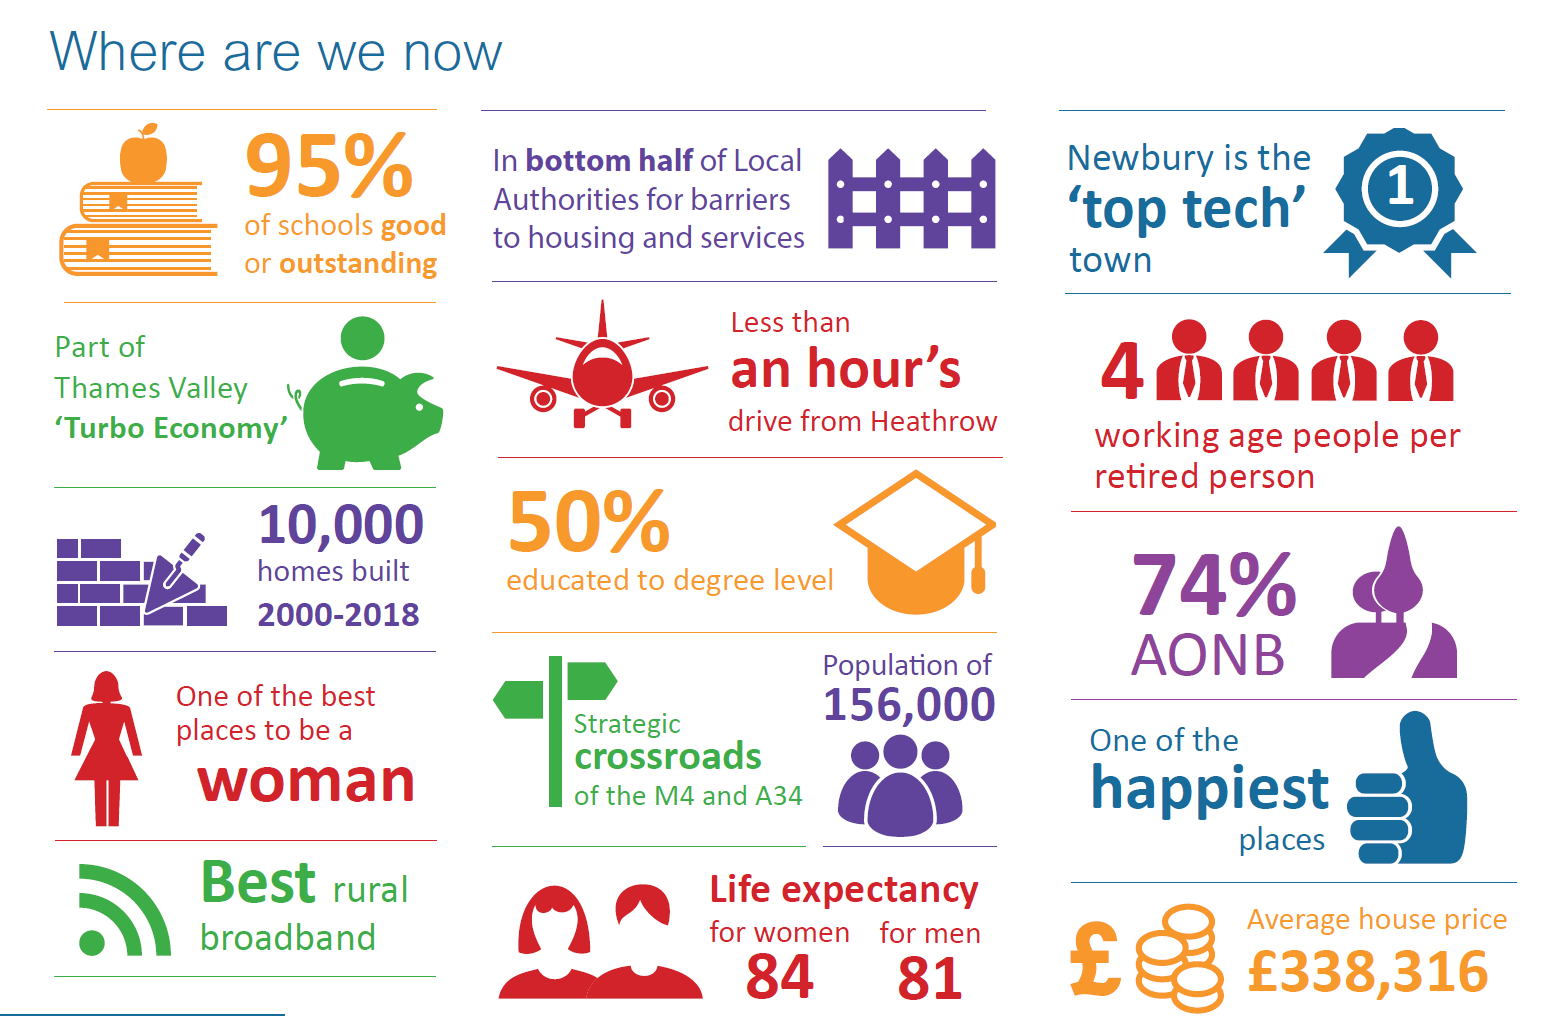 Where are we now
95%
of schools good
or outstanding
Part of
Thames Valley
‘Turbo Economy’
10,000
homes built
2000-2018
One of the best
places to be a
woman
Best rural
broadband
In bottom half of Local
Authorities for barriers
to housing and services
Less than
an hour’s
drive from Heathrow
50%
educated to degree level
Strategic
crossroads
of the M4 and A34
Population of
156,000
Life expectancy
for women for men
84 81
Newbury is the
‘top tech’
town
1
4
working age people per
retired person
74%
AONB
One of the
happiest
places
£
Average house price
£338,316